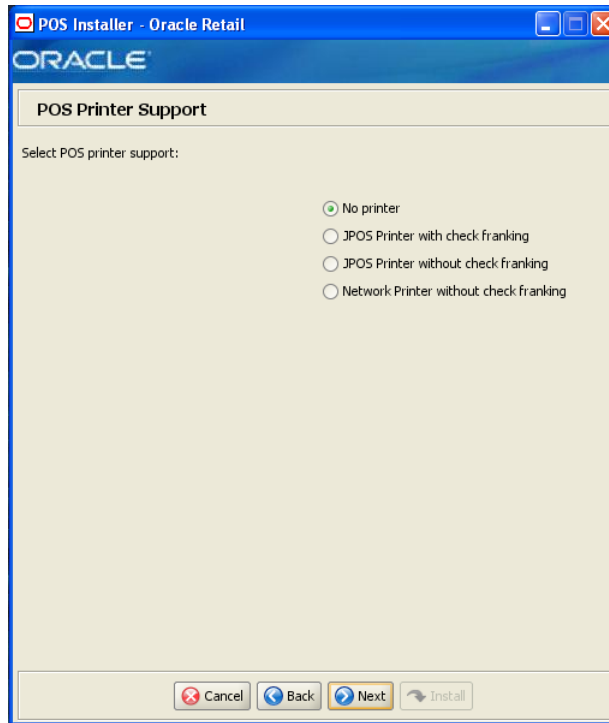 POS Installer - Oracle Retail
ORACLE
POS Printer Support
Select POS printer support:
No printer
JPOS Printer with check franking
JPOS Printer without check franking
Network Printer without check franking
Cancel Back Next Install